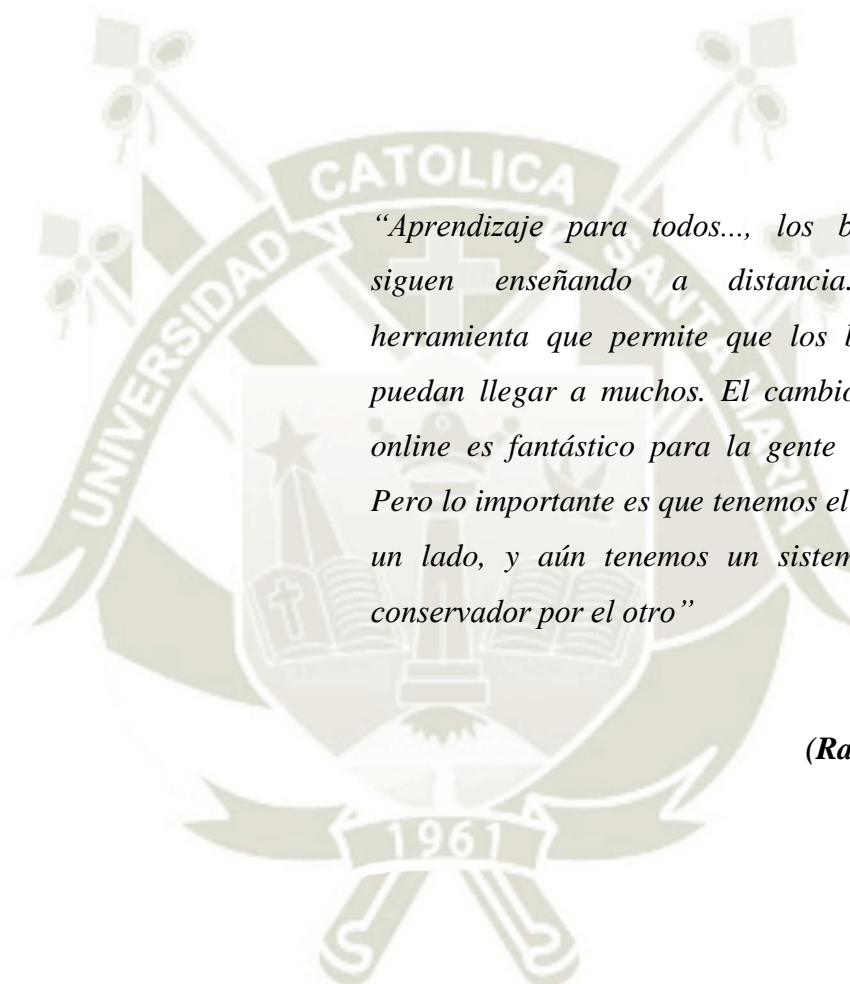 CATOLICA
UNIVERSIDAD
SANTA MARIA
“Aprendizaje para todos..., los
siguen enseñando a distancia.
herramienta que permite que los
puedan llegar a muchos. El cambio
online es fantástico para la gente
Pero lo importante es que tenemos el
un lado, y aún tenemos un
conservador por el otro”
1961